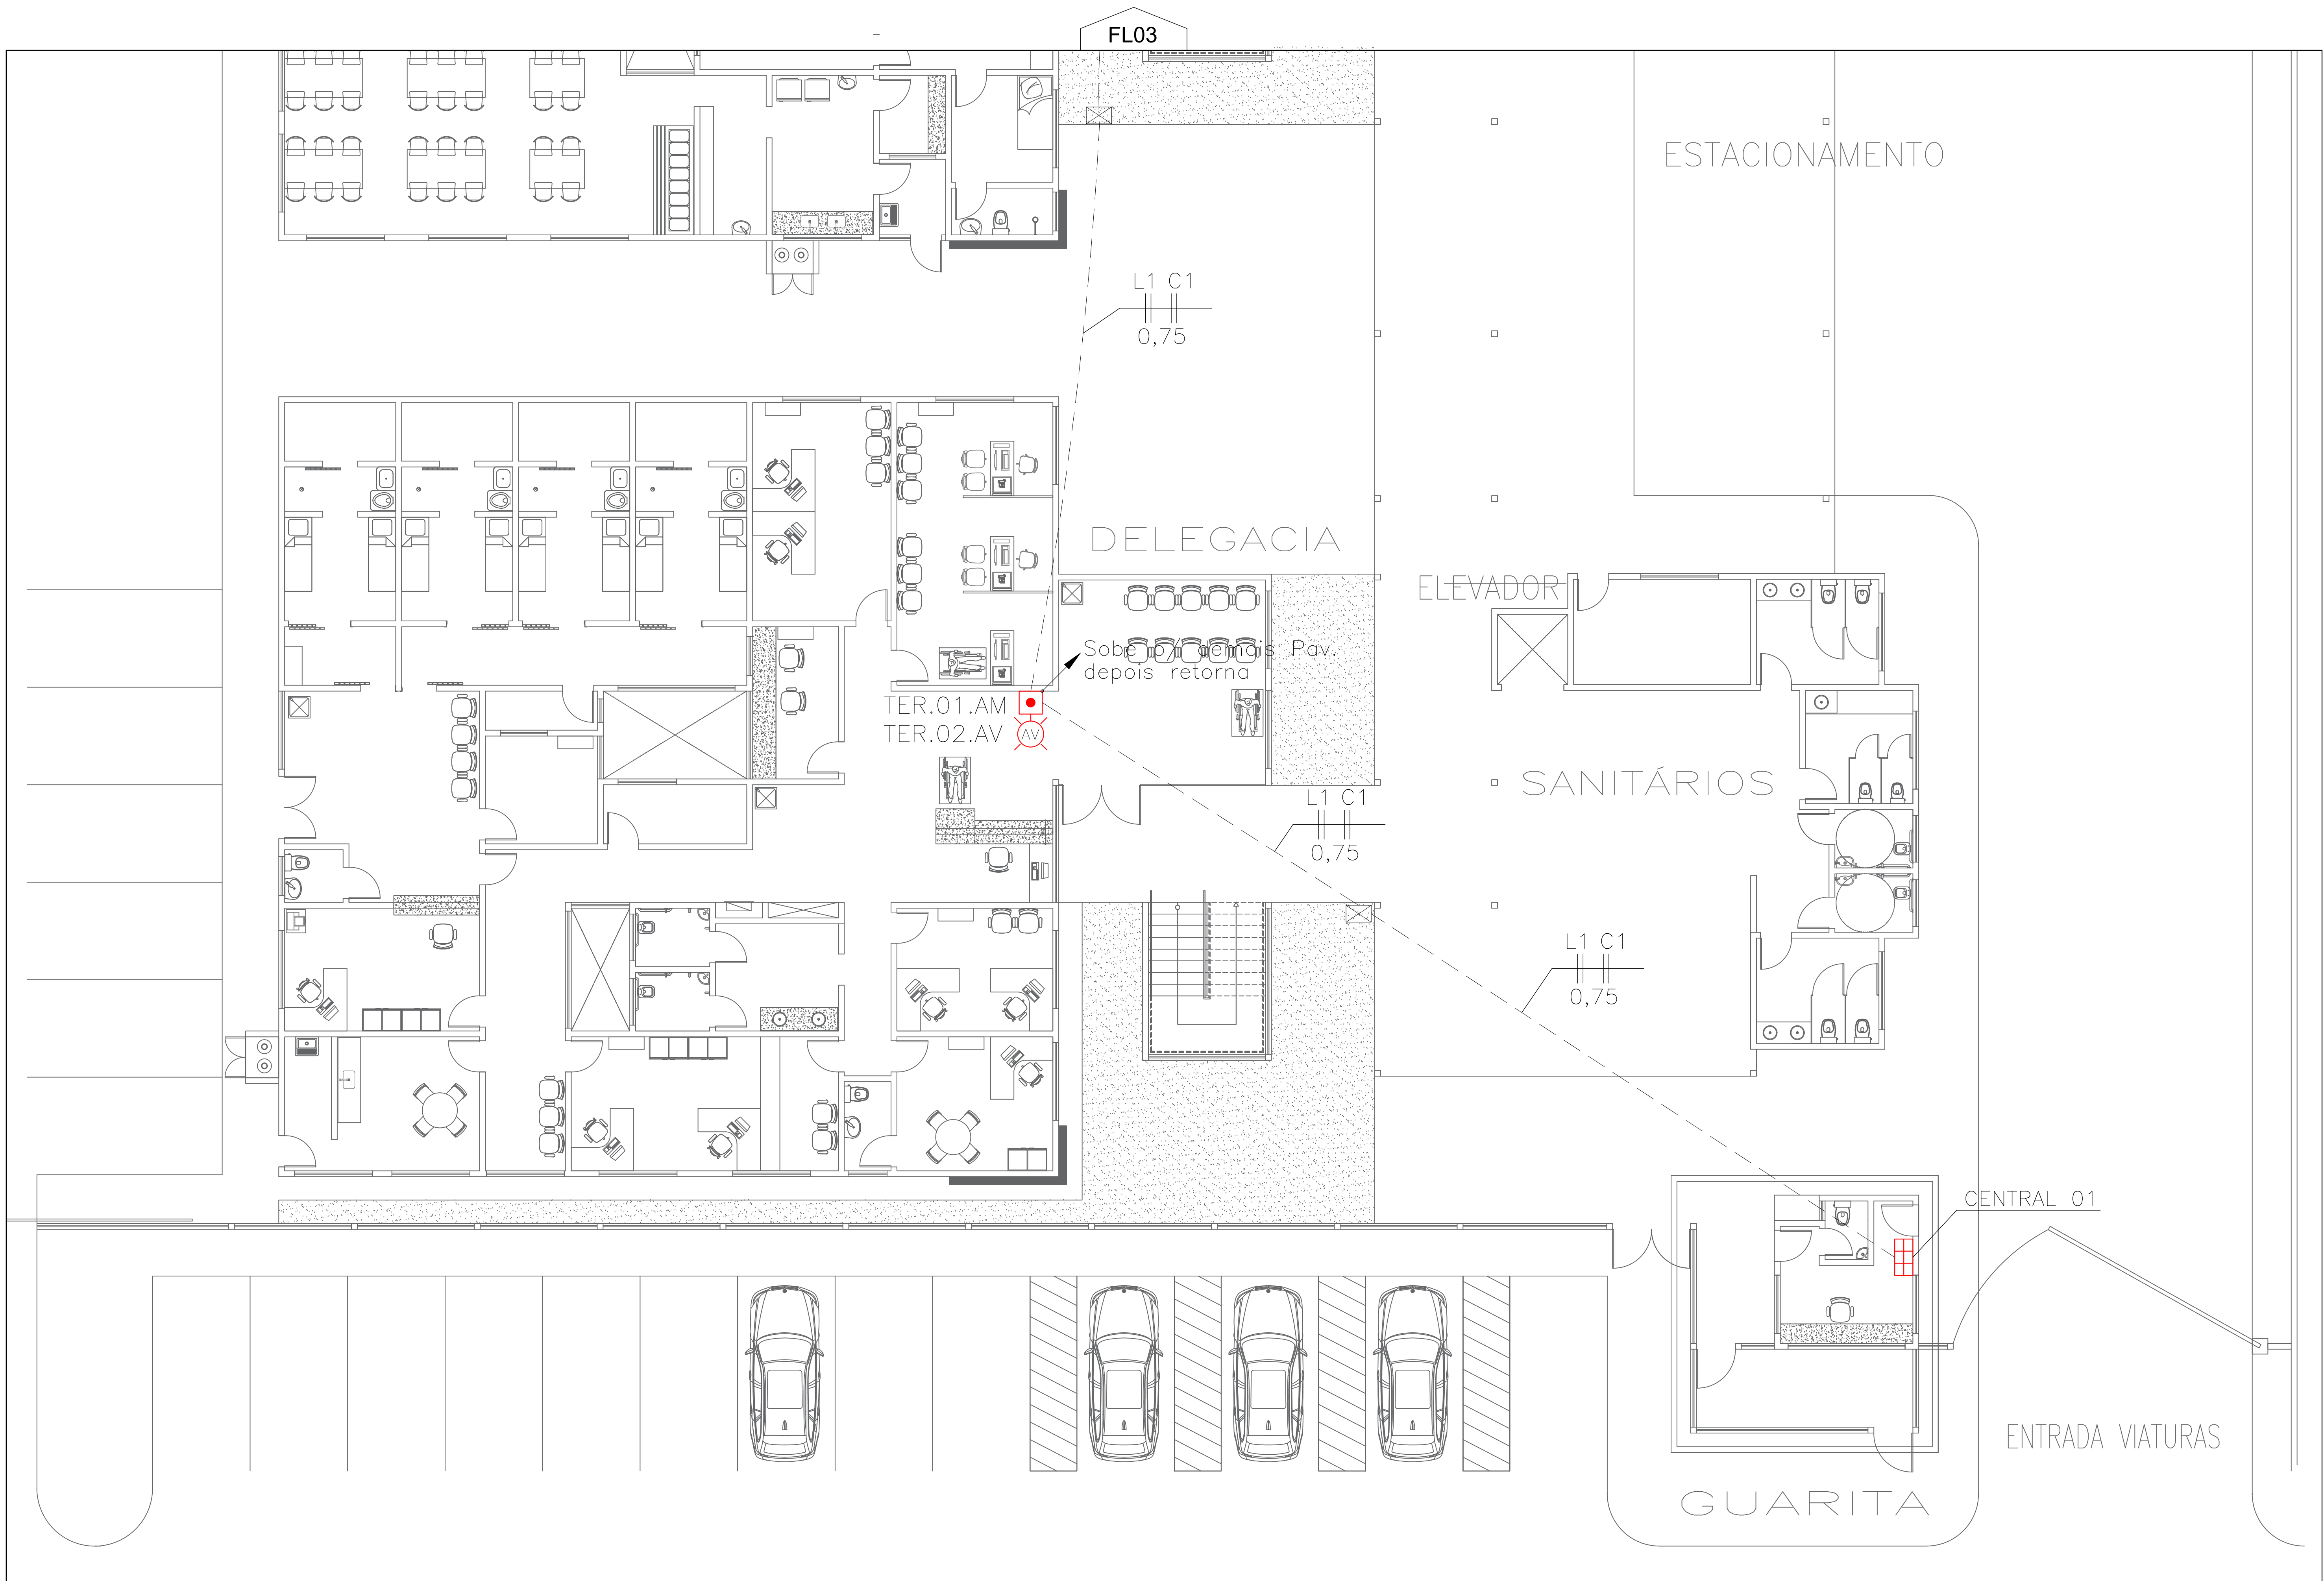 FL03
ESTACIONAMENTO
L1 C1
0,75
DELEGACIA
ELEVADOR
Sobe p/ demais Pav.
depois retorna
TER.01.AM
TER.02.AV
AV
SANITÁRIOS
L1 C1
0,75
L1 C1
0,75
CENTRAL 01
ENTRADA VIATURAS
GUARITA